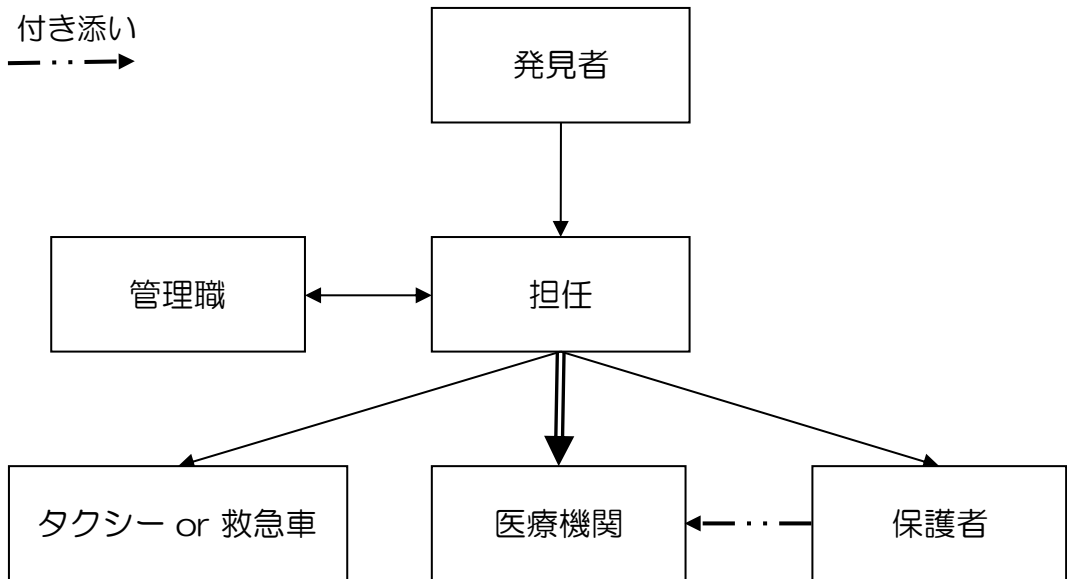 付き添い
発見者
管理職
担任
タクシー or 救急車
医療機関
保護者